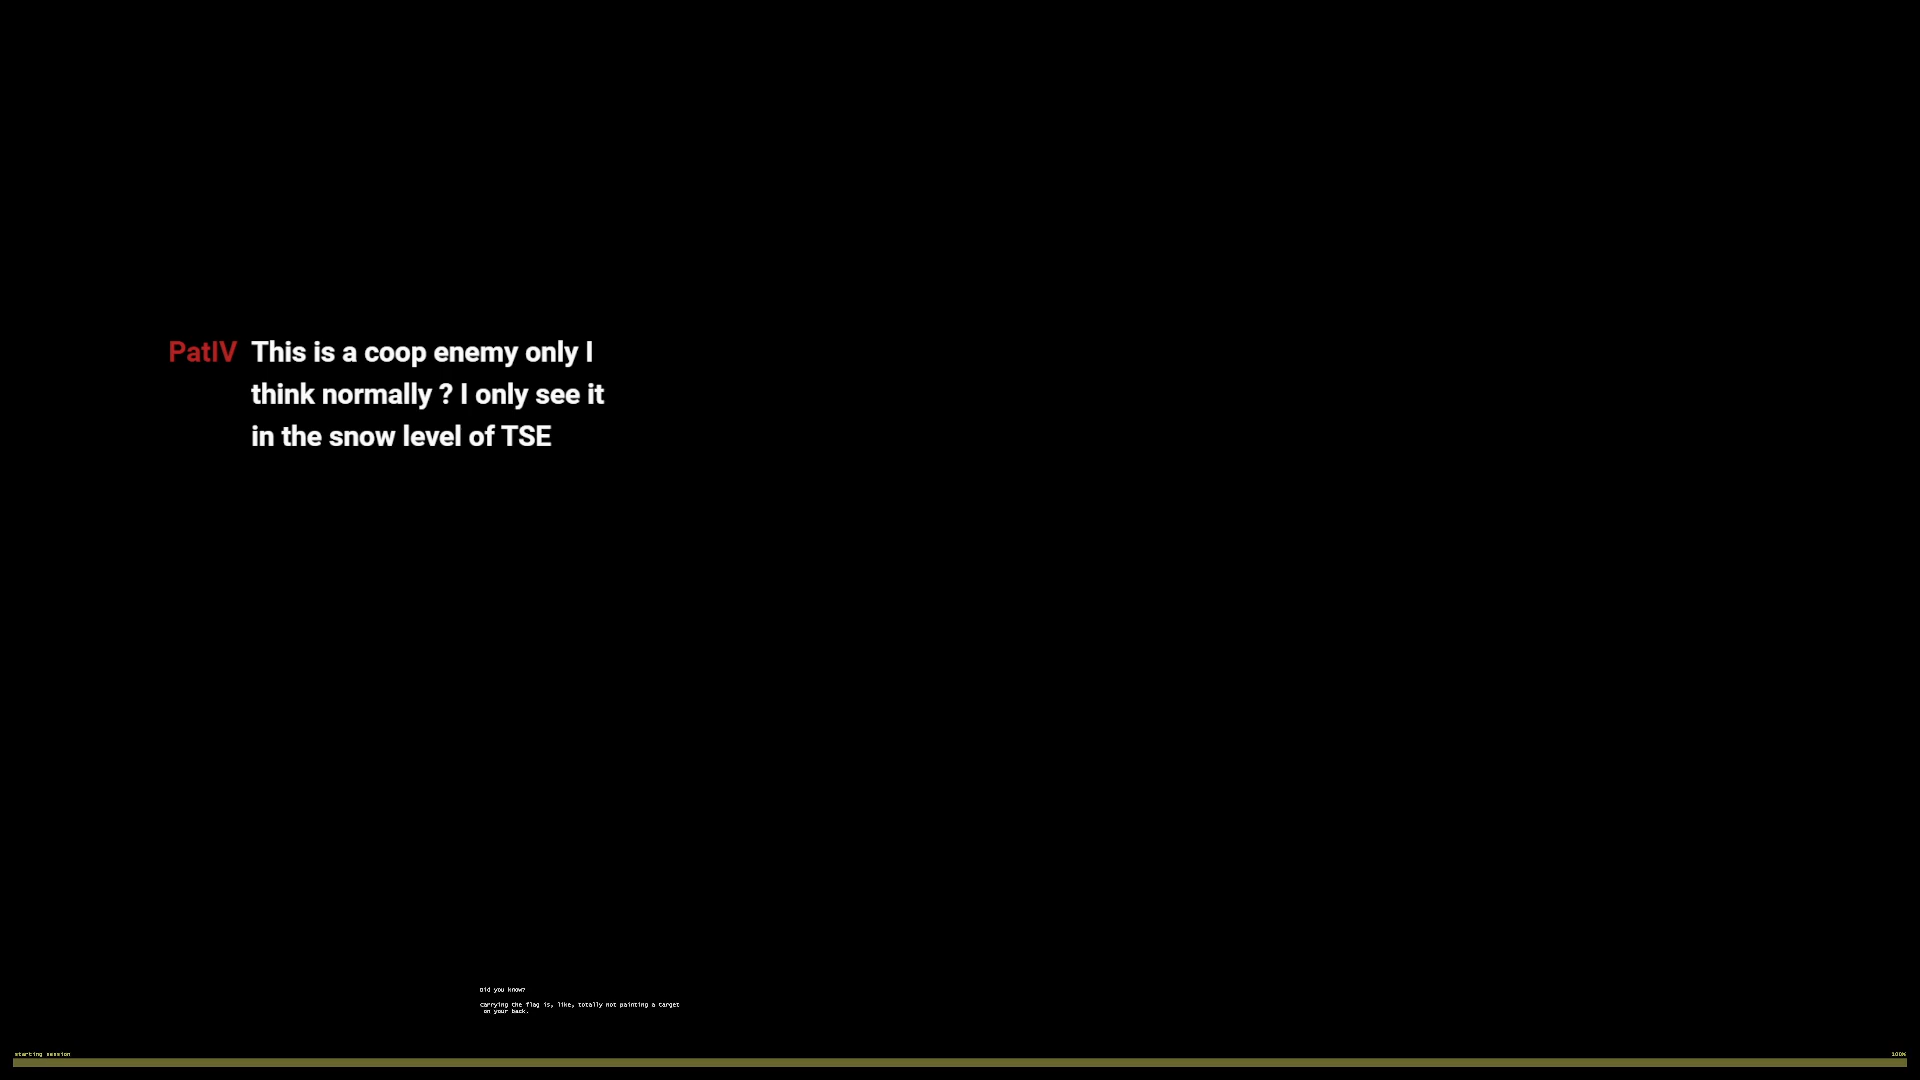 PatIV This is a coop enemy only I
think normally ? I only see it
in the snow level of TSE
Did you know?
Carrying the flag is, like, totally not painting a target
on your back.
starting session
100%